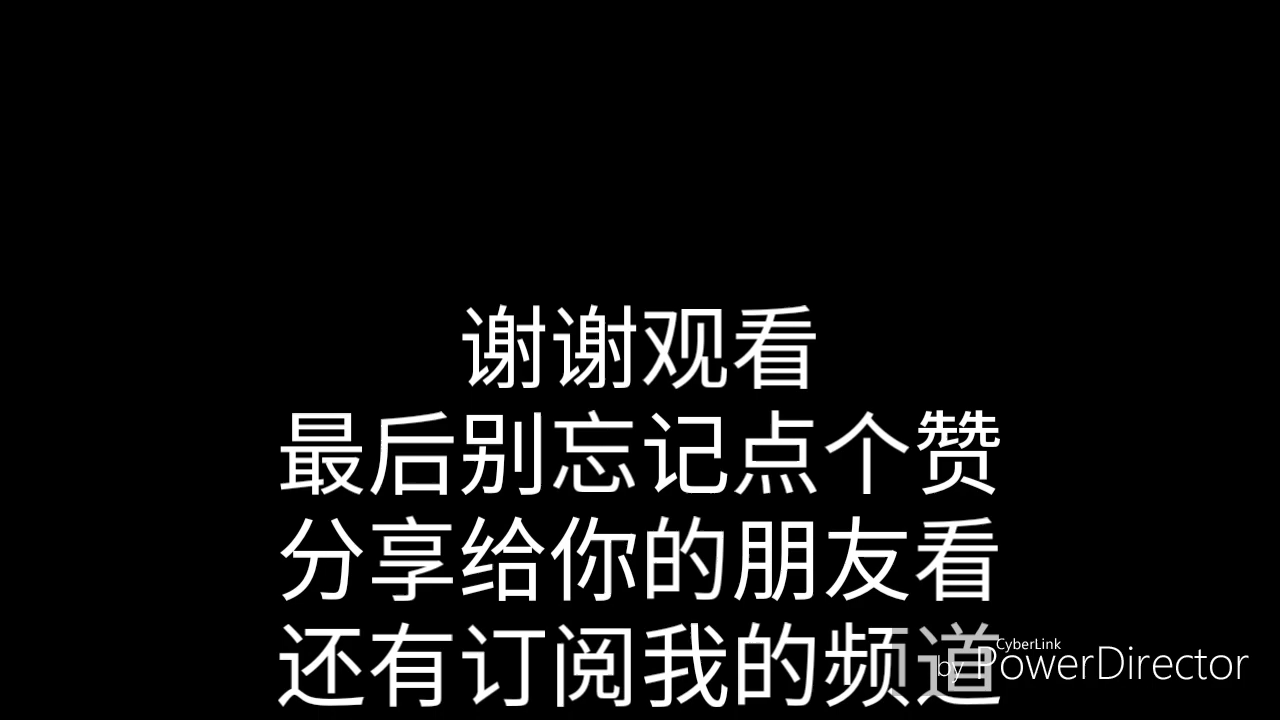 谢谢观看
最后别忘记点个赞
分享给你的朋友看
还有订阅我的频道
CyberLink
by PowerDirector